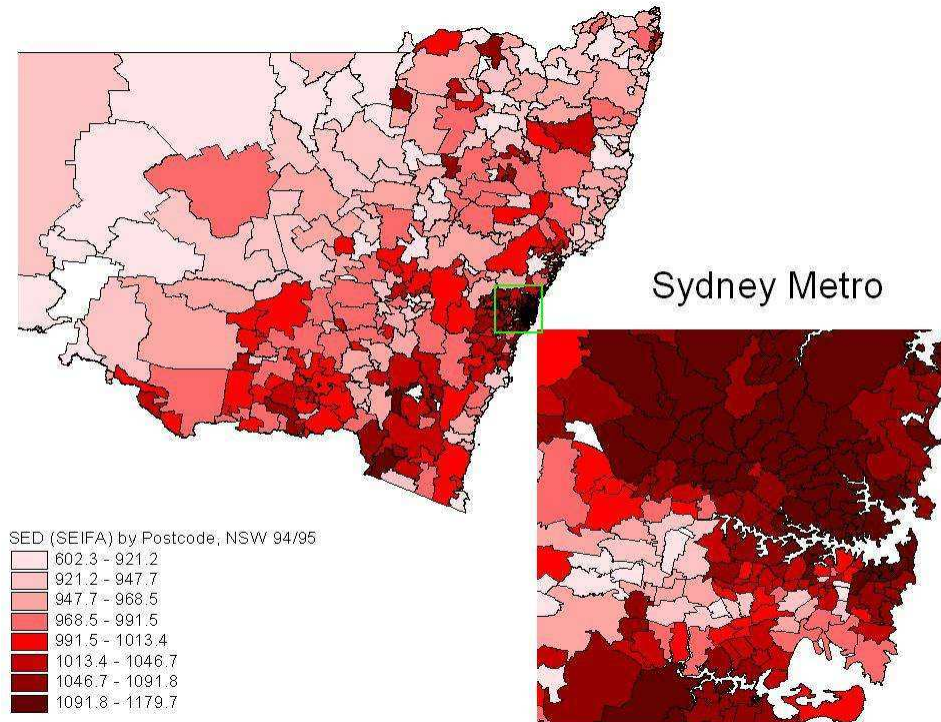 Sydney Metro
SED (SEIFA) by Postcode, NSW 94/95
602.3 - 921.2
921.2 - 947.7
947.7 - 968.5
968.5 - 991.5
991.5 - 1013.4
1013.4 - 1046.7
1046.7 - 1091.8
1091.8 - 1179.7